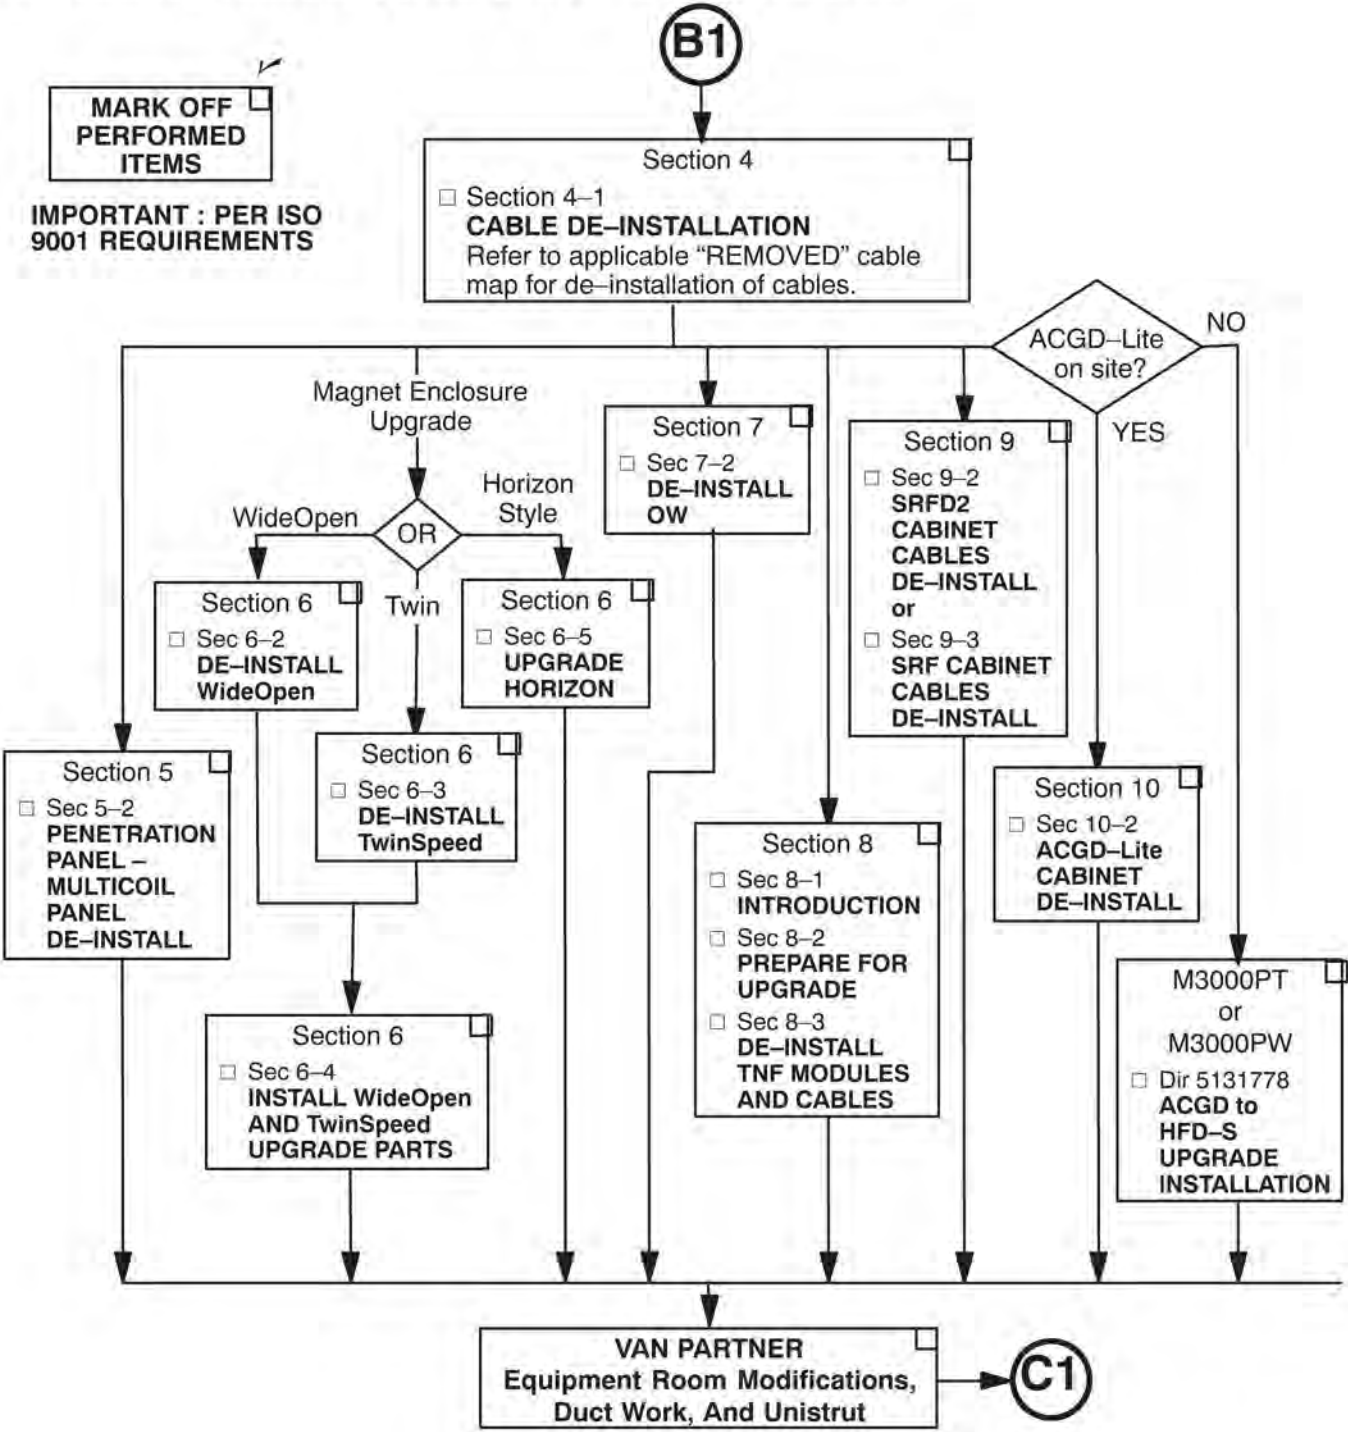 B1
MARK OFF
PERFORMED
ITEMS
IMPORTANT : PER ISO
9001 REQUIREMENTS
Section 4
Section 4–1
CABLE DE–INSTALLATION
Refer to applicable “REMOVED” cable
map for de–installation of cables.
ACGD–Lite
on site?
NO
YES
Magnet Enclosure
Upgrade
OR
WideOpen
Twin
Horizon
Style
Section 5
Sec 5–2
PENETRATION
PANEL –
MULTICOIL
PANEL
DE–INSTALL
Section 6
Sec 6–2
DE–INSTALL
WideOpen
Section 6
Sec 6–3
DE–INSTALL
TwinSpeed
Section 6
Sec 6–5
UPGRADE
HORIZON
Section 6
Sec 6–4
INSTALL WideOpen
AND TwinSpeed
UPGRADE PARTS
Section 7
Sec 7–2
DE–INSTALL
OW
Section 8
Sec 8–1
INTRODUCTION
Sec 8–2
PREPARE FOR
UPGRADE
Sec 8–3
DE–INSTALL
TNF MODULES
AND CABLES
Section 9
Sec 9–2
SRFD2
CABINET
CABLES
DE–INSTALL
or
Sec 9–3
SRF CABINET
CABLES
DE–INSTALL
Section 10
Sec 10–2
ACGD–Lite
CABINET
DE–INSTALL
M3000PT
or
M3000PW
Dir 5131778
ACGD to
HFD–S
UPGRADE
INSTALLATION
VAN PARTNER
Equipment Room Modifications,
Duct Work, And Unistrut
C1